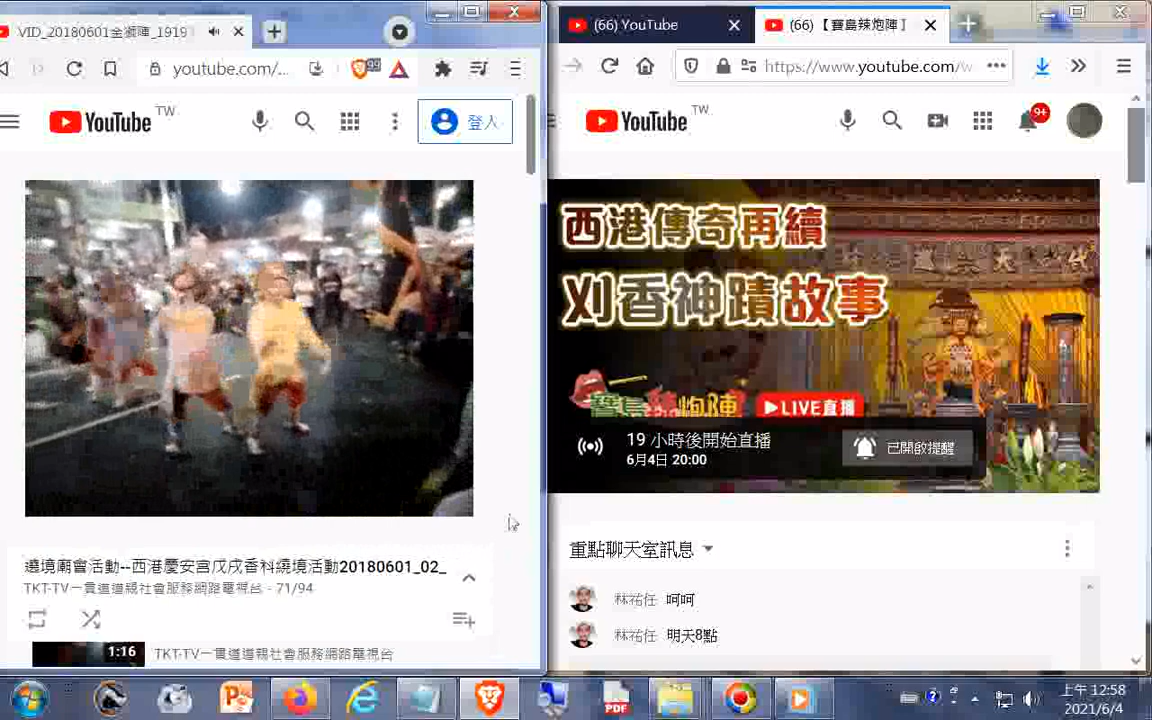 VID_20180601金獅陣_1919
youtube.com/...
99
YouTube
TW
登入
遶境廟會活動--西港慶安宮戊戌香科繞境活動20180601_02_
TKT-TV一貫道道親社會服務網路電視台 - 71/94
1:16
TKT-TV一貫道道親社會服務網路電視台
(66) YouTube
(66) 【寶島辣炮陣】
https://www.youtube.com/w
YouTube
TW
9+
西港傳奇再續
刈香神蹟故事
寶島辣炮陣
LIVE直播
19 小時後開始直播
6月4日 20:00
已開啟提醒
重點聊天室訊息
林祐任 呵呵
林祐任 明天8點
PDF
上午 12:58
2021/6/4